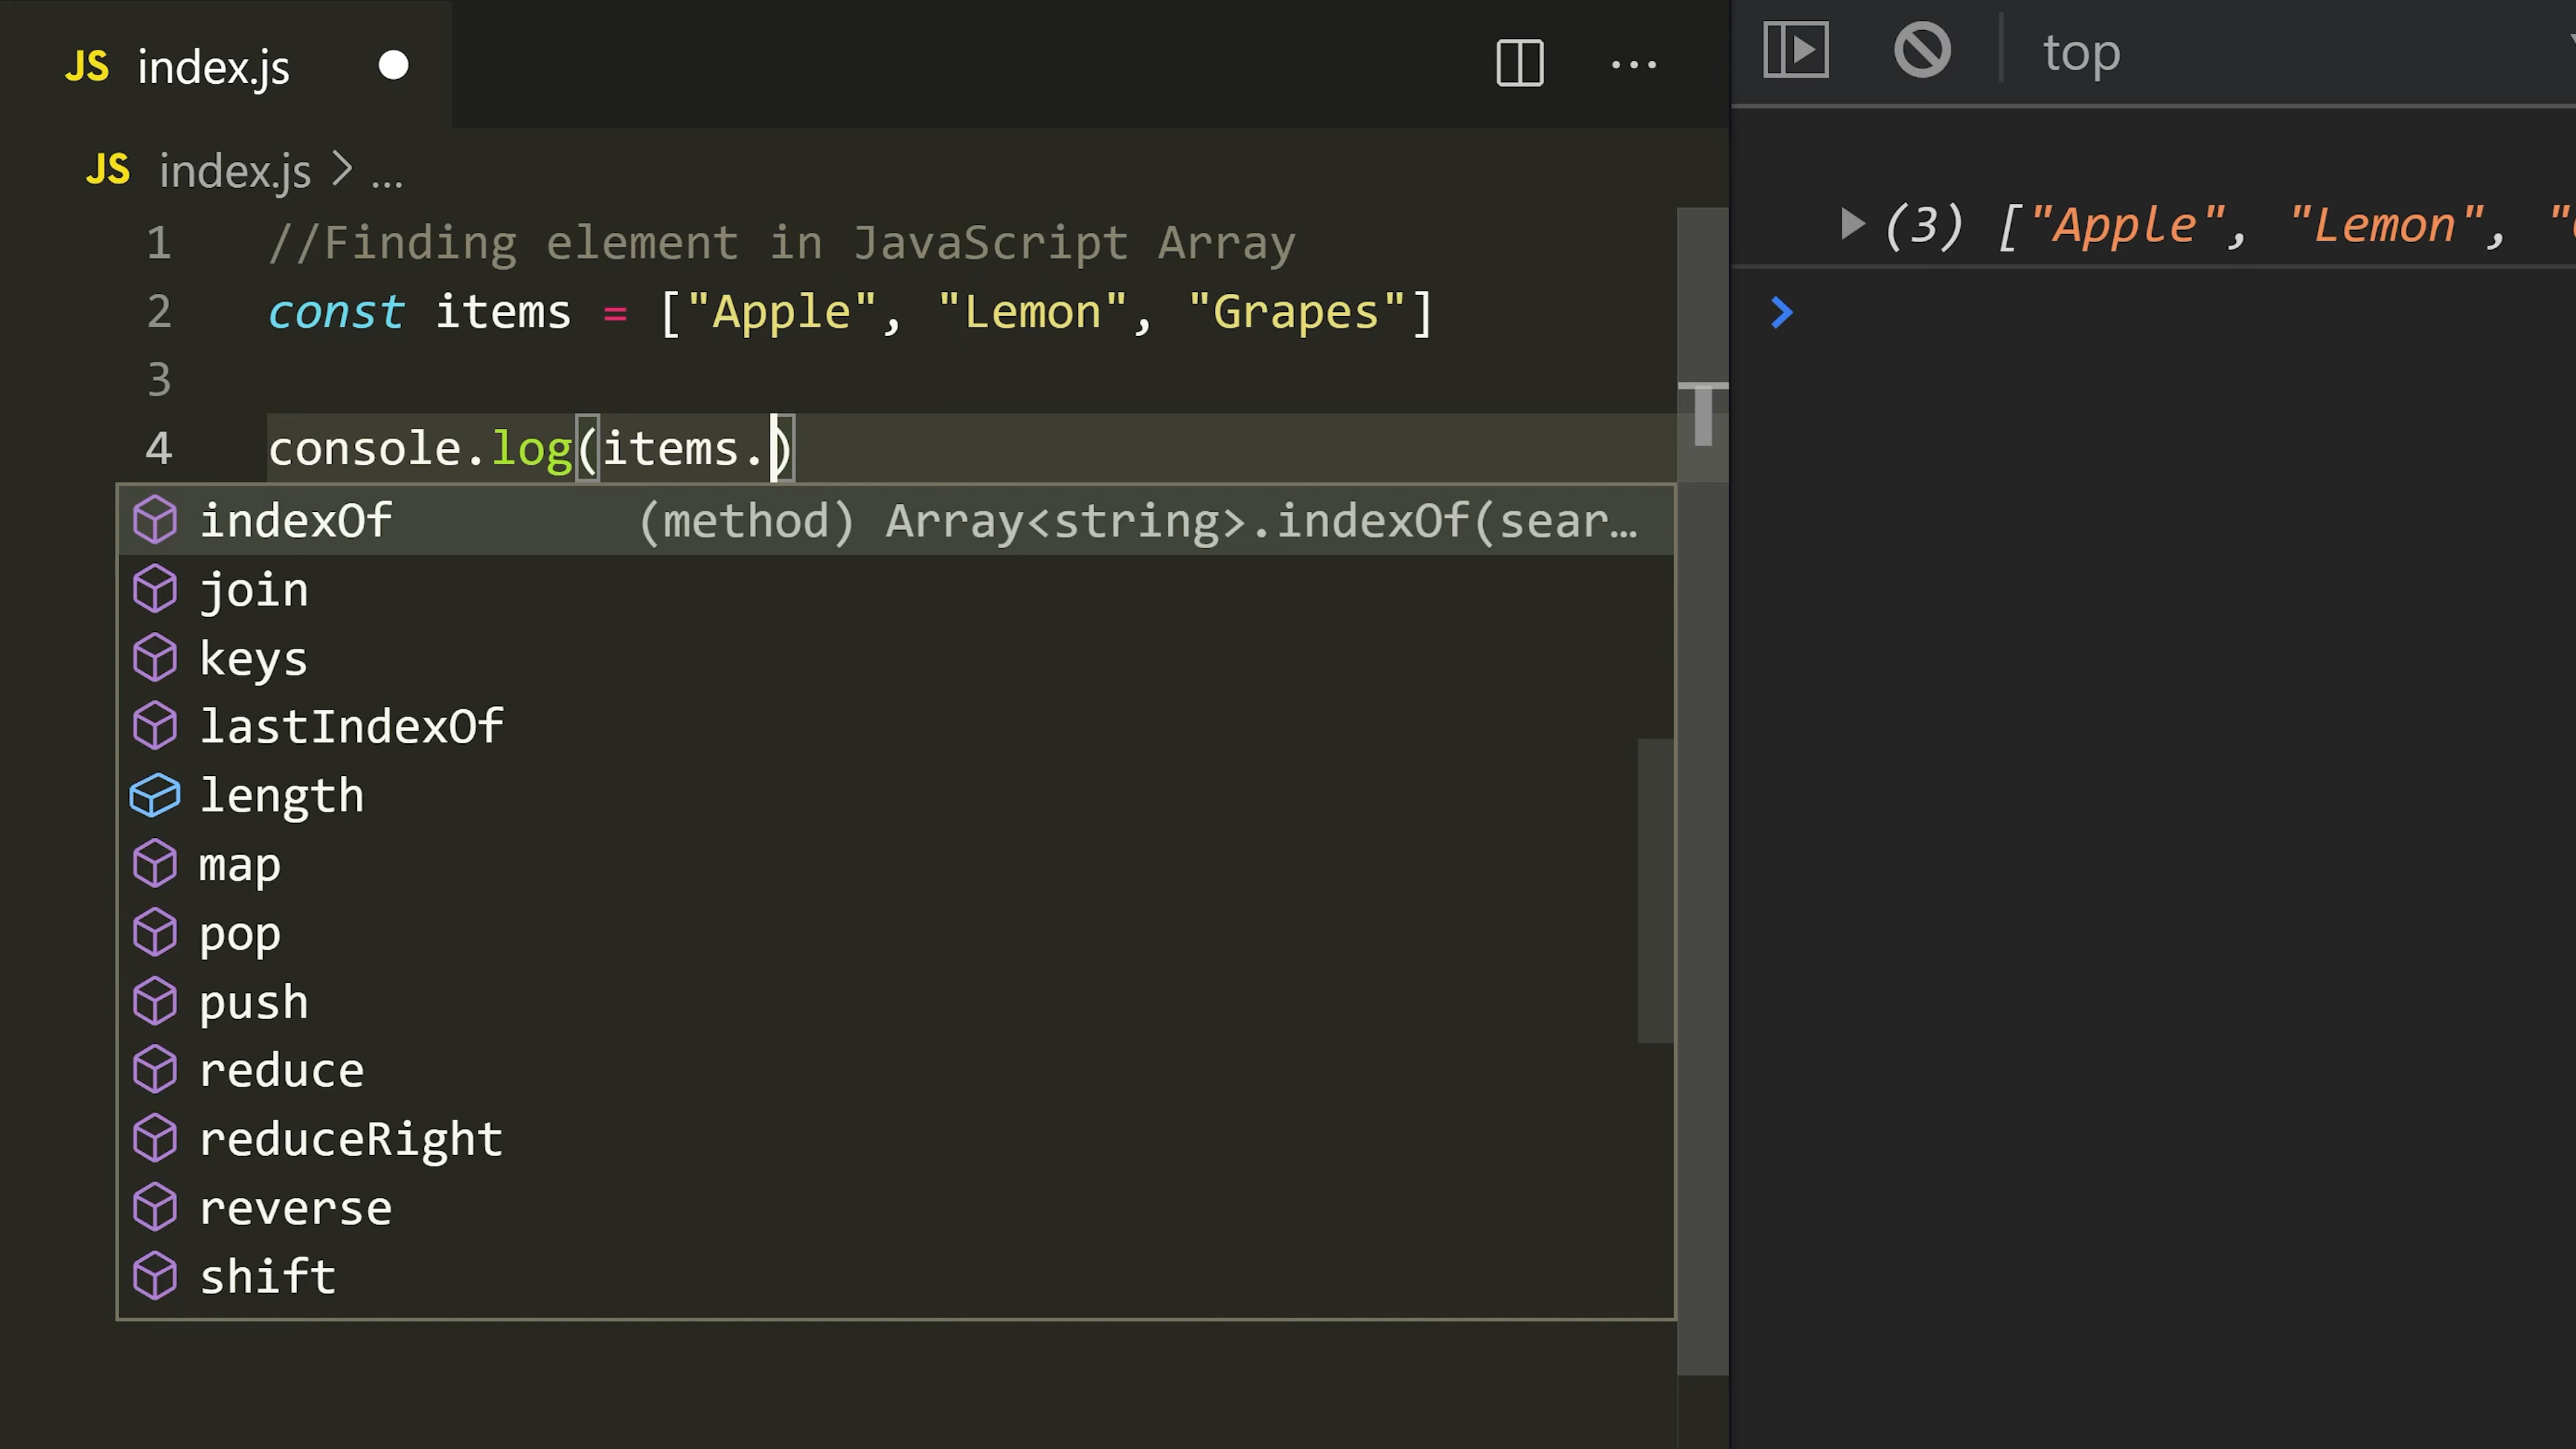 JS index.js
JS index.js > ...
1 //Finding element in JavaScript Array
2 const items = ["Apple", "Lemon", "Grapes"]
3
4 console.log(items.)
indexOf (method) Array<string>.indexOf(sear…
join
keys
lastIndexOf
length
map
pop
push
reduce
reduceRight
reverse
shift
top
(3) ["Apple", "Lemon", "
>